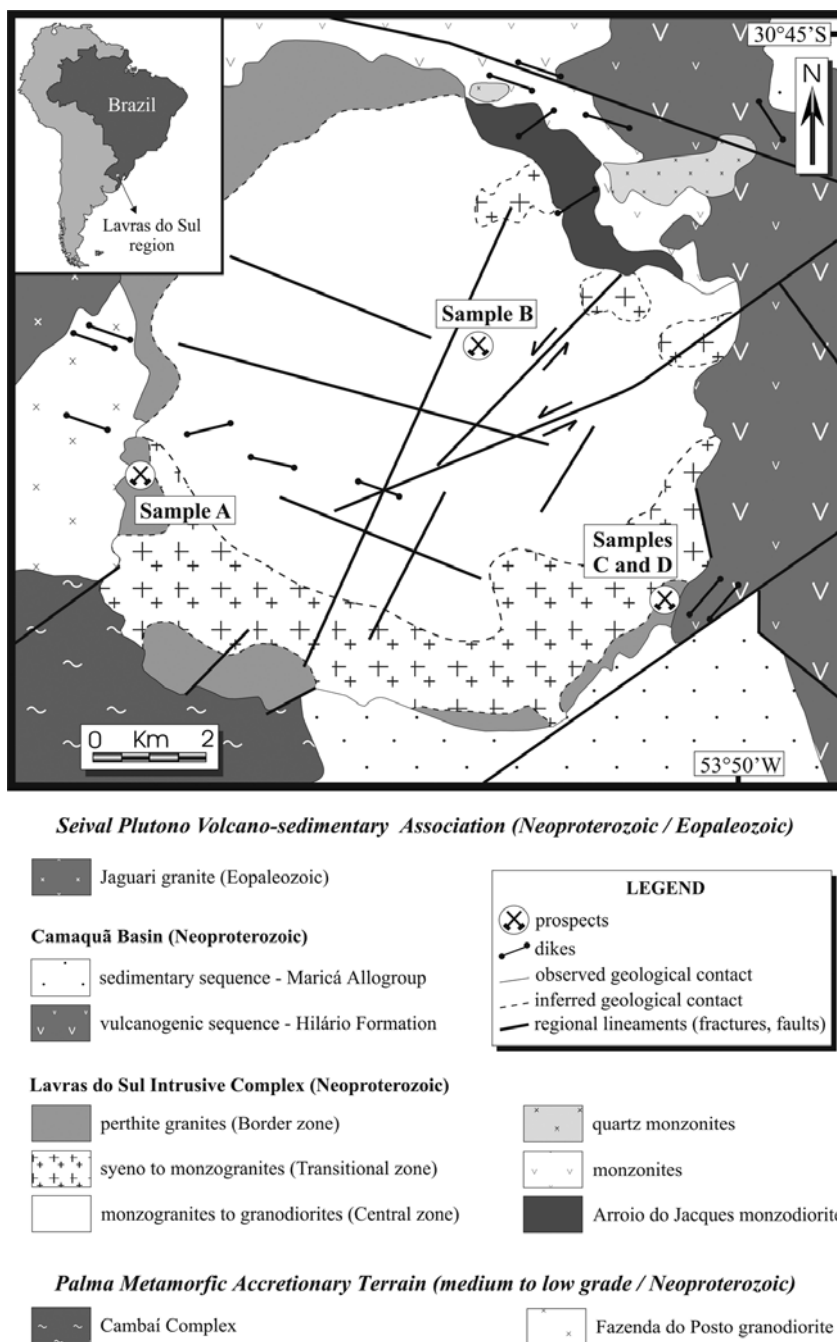 30°45'S
N
Brazil
Lavras do Sul
region
Sample B
Sample A
Samples
C and D
0 Km 2
53°50'W
Seival Plutono Volcano-sedimentary Association (Neoproterozoic / Eopaleozoic)
Jaguari granite (Eopaleozoic)
Camaquã Basin (Neoproterozoic)
sedimentary sequence - Maricá Allogroup
vulcanogenic sequence - Hilário Formation
LEGEND
prospects
dikes
observed geological contact
inferred geological contact
regional lineaments (fractures, faults)
Lavras do Sul Intrusive Complex (Neoproterozoic)
perthite granites (Border zone)
syeno to monzogranites (Transitional zone)
monzogranites to granodiorites (Central zone)
quartz monzonites
monzonites
Arroio do Jacques monzodiorite
Palma Metamorfic Accretionary Terrain (medium to low grade / Neoproterozoic)
Cambaí Complex
Fazenda do Posto granodiorite